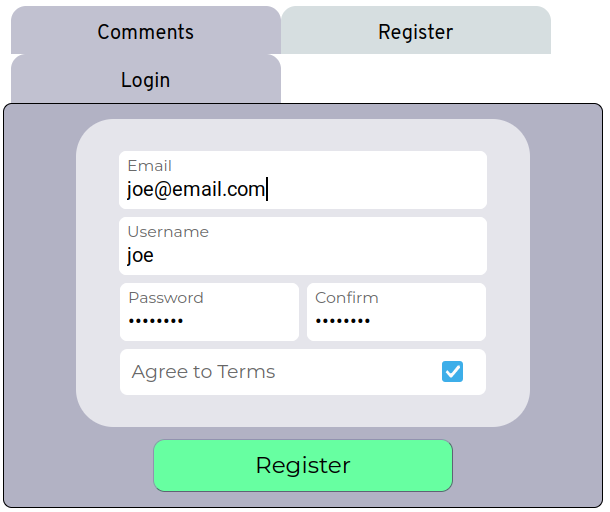 Comments
Register
Login
Email
joe@email.com
Username
joe
Password
Confirm
••••••••
••••••••
Agree to Terms
Register